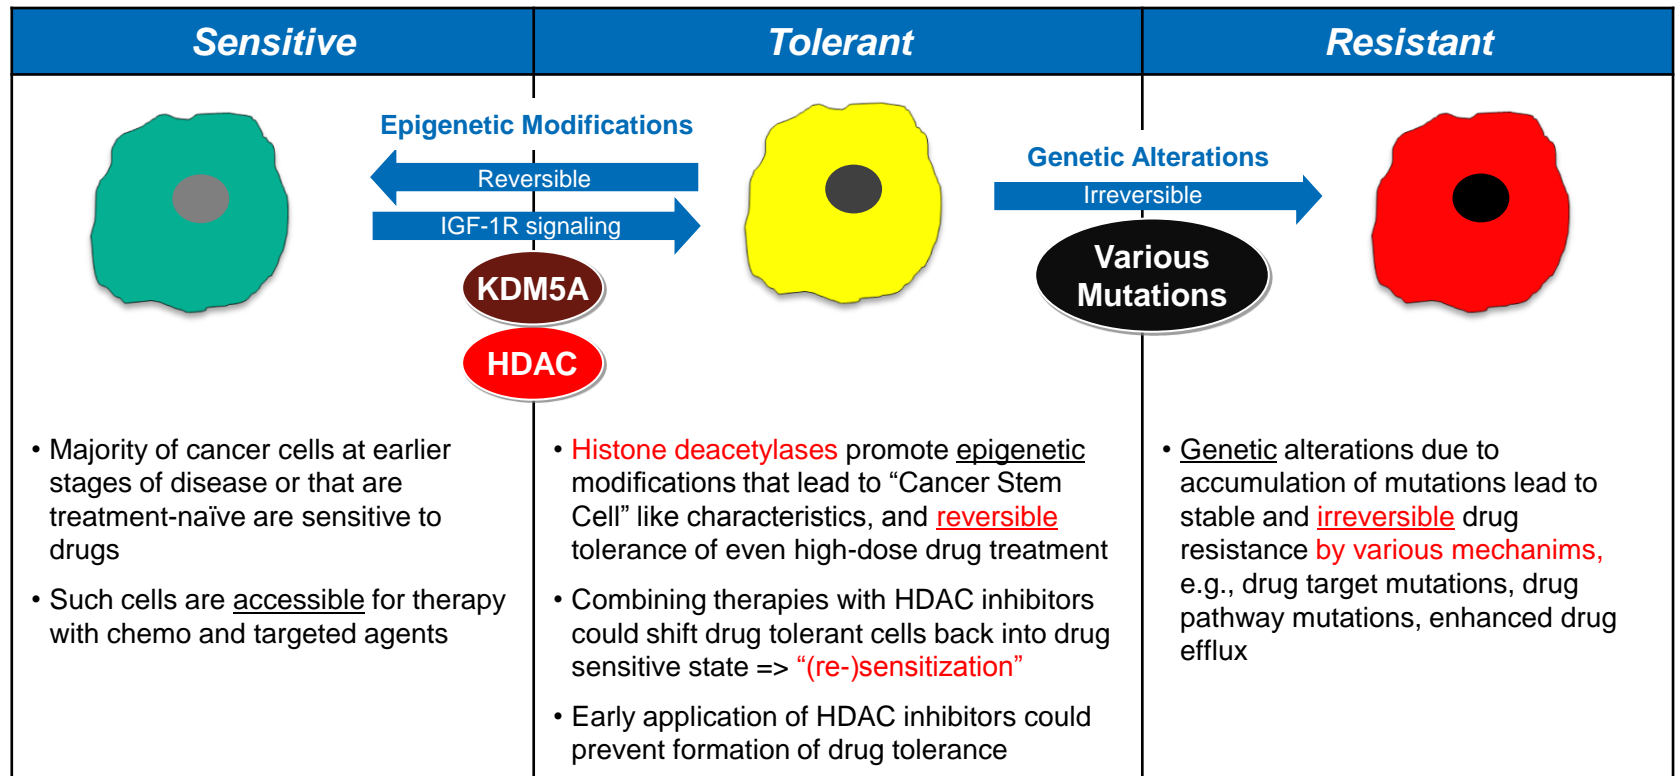 Sensitive
Tolerant
Resistant
Epigenetic Modifications
Reversible
IGF-1R signaling
KDM5A
HDAC
Genetic Alterations
Irreversible
Various
Mutations
• Majority of cancer cells at earlier
stages of disease or that are
treatment-naïve are sensitive to
drugs
• Such cells are accessible for therapy
with chemo and targeted agents
• Histone deacetylases promote epigenetic
modifications that lead to “Cancer Stem
Cell” like characteristics, and reversible
tolerance of even high-dose drug treatment
• Combining therapies with HDAC inhibitors
could shift drug tolerant cells back into drug
sensitive state => “(re-)sensitization”
• Early application of HDAC inhibitors could
prevent formation of drug tolerance
• Genetic alterations due to
accumulation of mutations lead to
stable and irreversible drug
resistance by various mechanims,
e.g., drug target mutations, drug
pathway mutations, enhanced drug
efflux